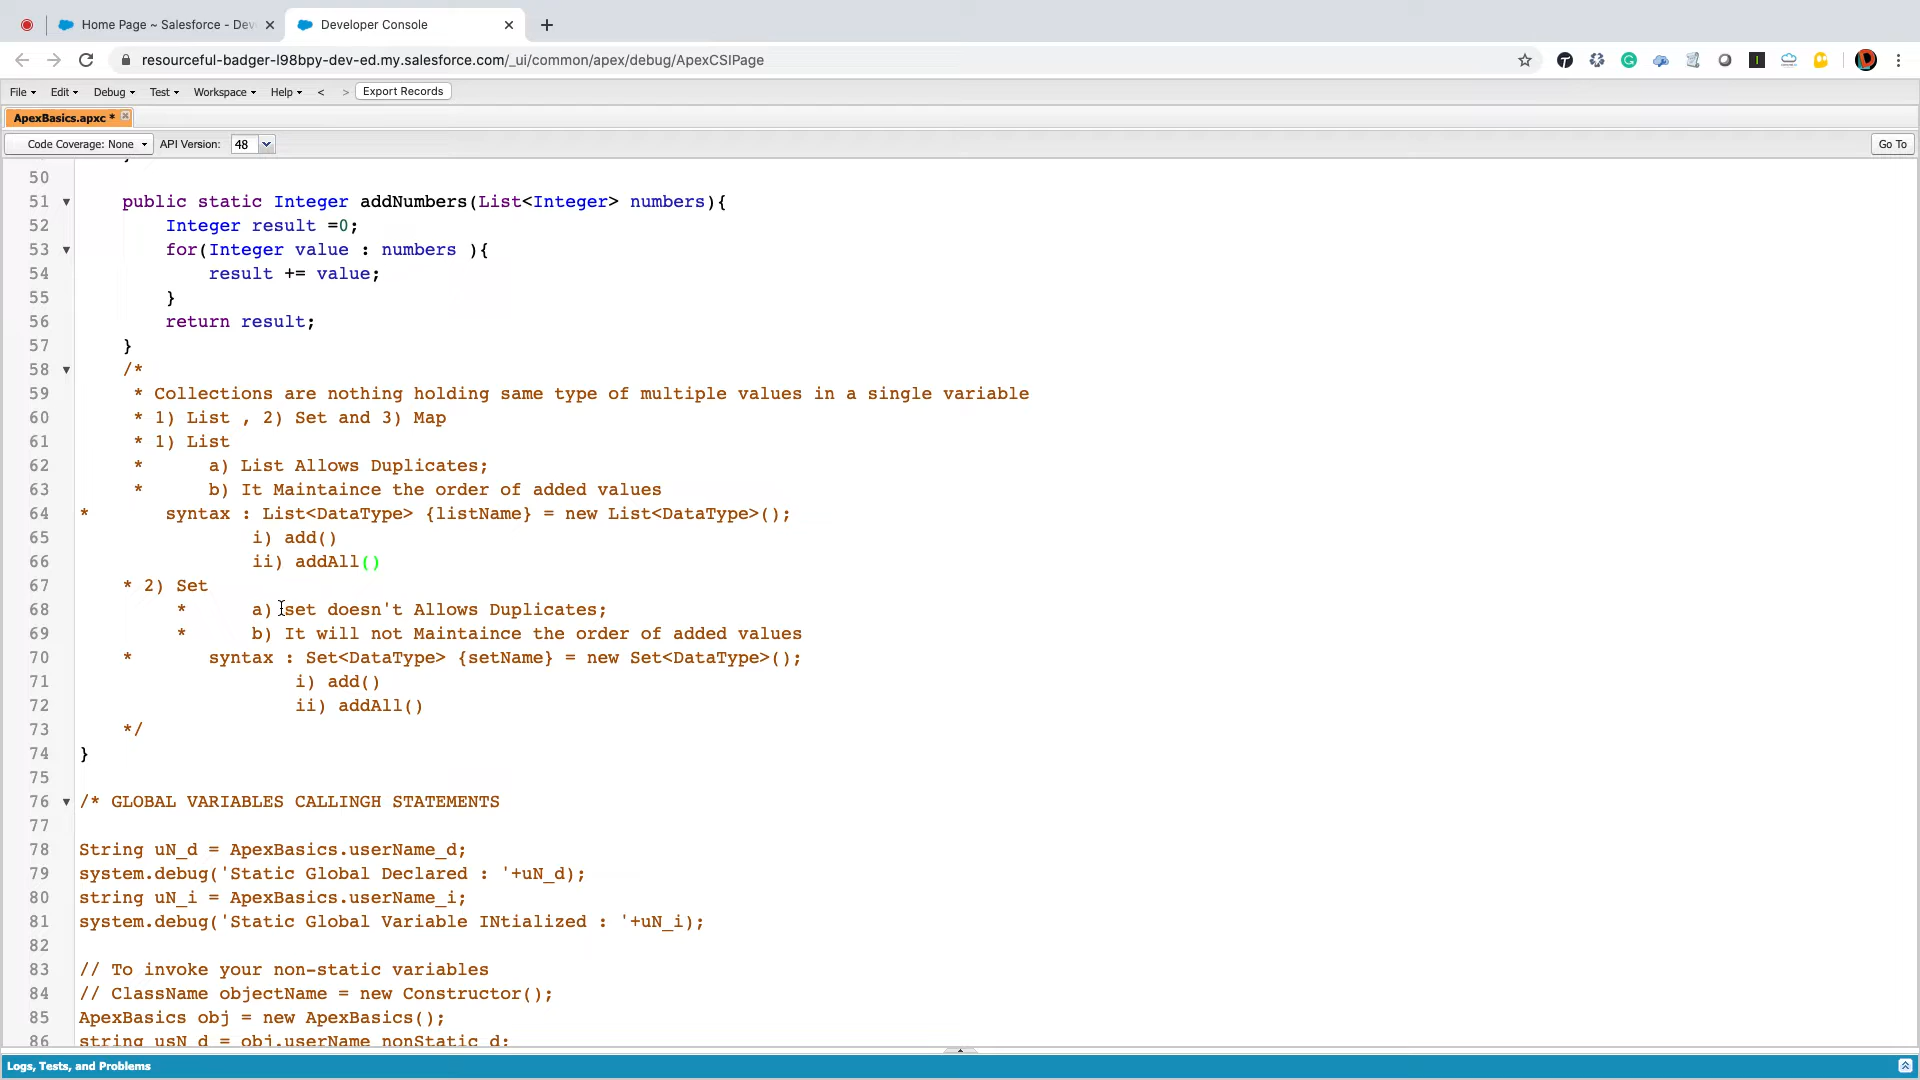 Home Page ~ Salesforce - Dev
Developer Console
resourceful-badger-l98bpy-dev-ed.my.salesforce.com/_ui/common/apex/debug/ApexCSIPage
File Edit Debug Test Workspace Help < > Export Records
ApexBasics.apxc *
Code Coverage: None API Version: 48 Go To
50
51 public static Integer addNumbers(List<Integer> numbers){
52 Integer result =0;
53 for(Integer value : numbers ){
54 result += value;
55 }
56 return result;
57 }
58 /*
59 * Collections are nothing holding same type of multiple values in a single variable
60 * 1) List , 2) Set and 3) Map
61 * 1) List
62 * a) List Allows Duplicates;
63 * b) It Maintaince the order of added values
64 * syntax : List<DataType> {listName} = new List<DataType>();
65 i) add()
66 ii) addAll()
67 * 2) Set
68 * a) set doesn't Allows Duplicates;
69 * b) It will not Maintaince the order of added values
70 * syntax : Set<DataType> {setName} = new Set<DataType>();
71 i) add()
72 ii) addAll()
73 */
74 }
75
76 /* GLOBAL VARIABLES CALLINGH STATEMENTS
77
78 String uN_d = ApexBasics.userName_d;
79 system.debug('Static Global Declared : '+uN_d);
80 string uN_i = ApexBasics.userName_i;
81 system.debug('Static Global Variable INtialized : '+uN_i);
82
83 // To invoke your non-static variables
84 // ClassName objectName = new Constructor();
85 ApexBasics obj = new ApexBasics();
86 string usN_d = obj.userName_nonStatic_d;
Logs, Tests, and Problems